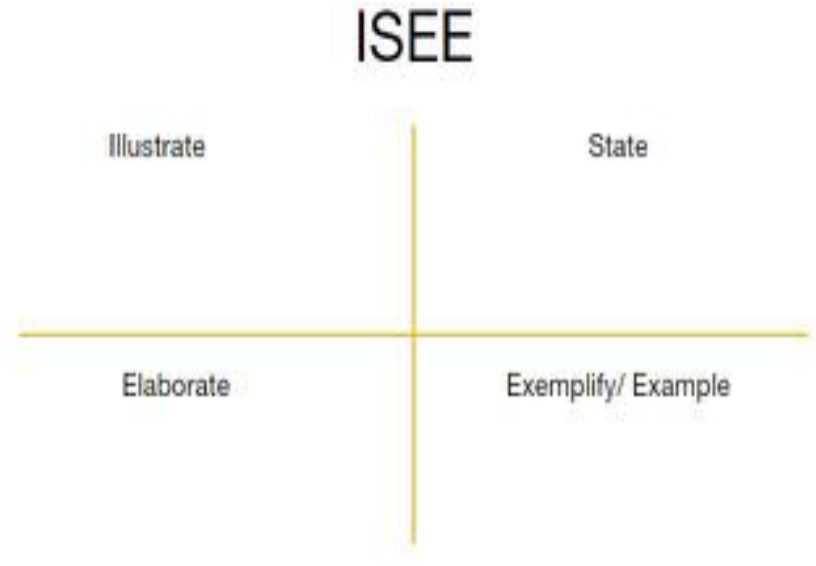 ISEE
Illustrate
State
Elaborate
Exemplify/ Example